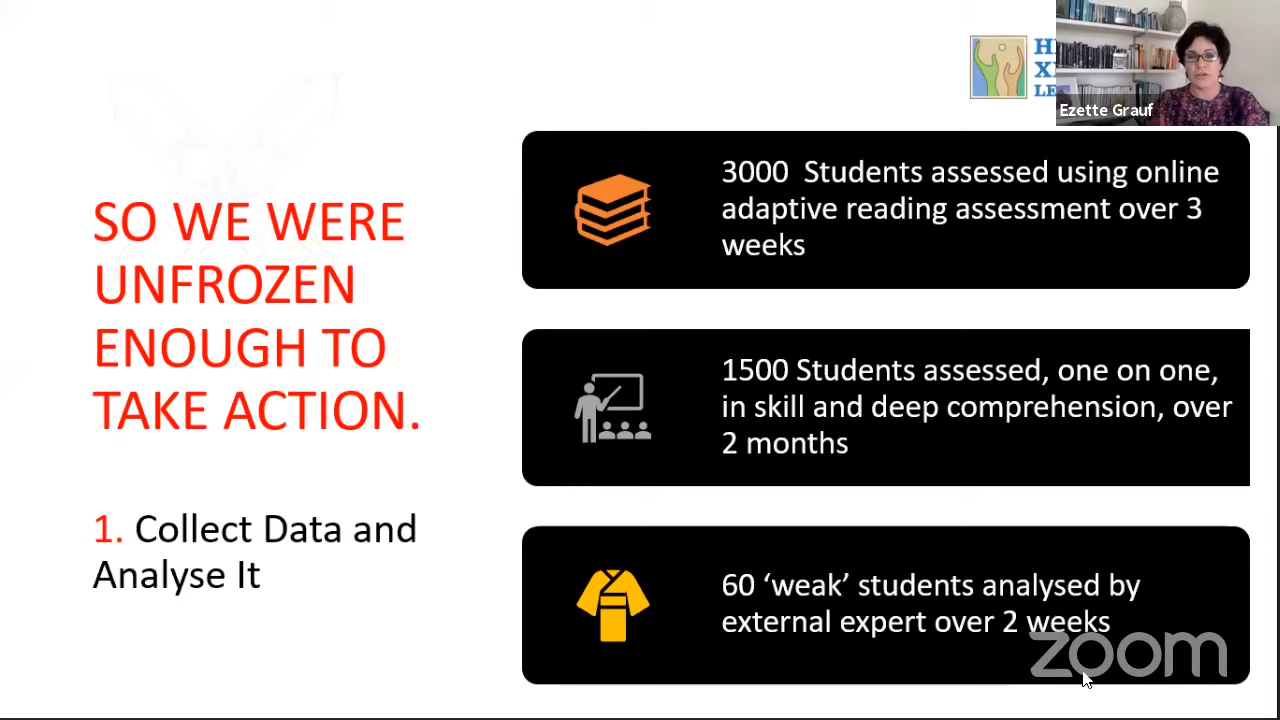 SO WE WERE
UNFROZEN
ENOUGH TO
TAKE ACTION.
1. Collect Data and
Analyse It
Ezette Grauf
3000 Students assessed using online
adaptive reading assessment over 3
weeks
1500 Students assessed, one on one,
in skill and deep comprehension, over
2 months
60 ‘weak’ students analysed by
external expert over 2 weeks
zoom